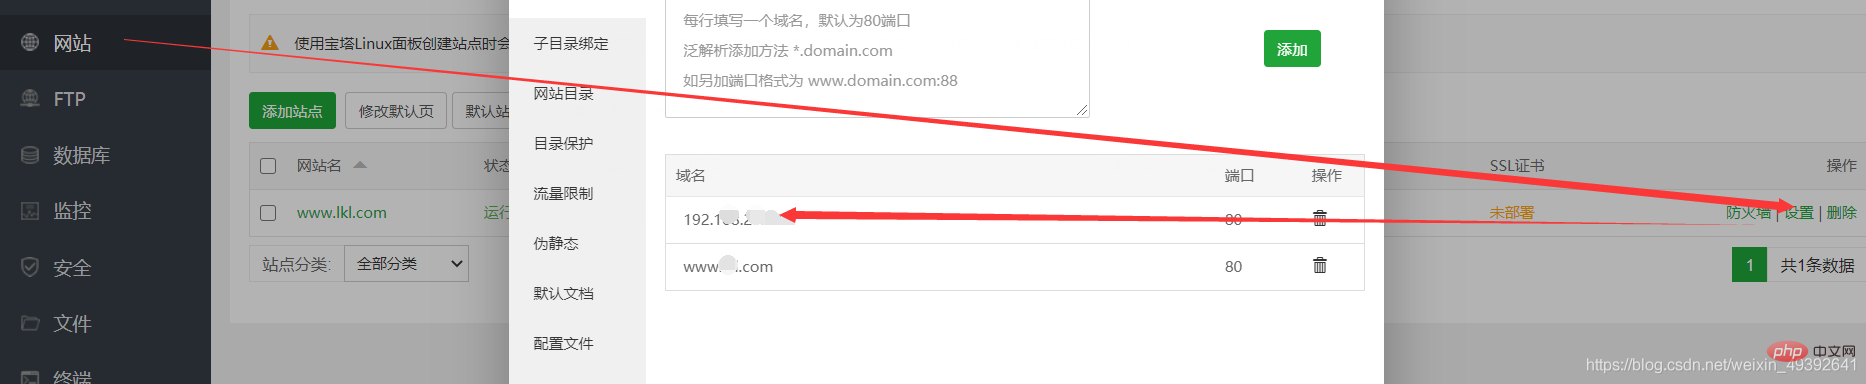 网站
FTP
数据库
监控
安全
文件
终端
使用宝塔Linux面板创建站点时会
添加站点
修改默认页
默认站
网站名
状态
www.lkl.com
运行
站点分类:
全部分类
子目录绑定
网站目录
目录保护
流量限制
伪静态
默认文档
配置文件
每行填写一个域名，默认为80端口
泛解析添加方法 *.domain.com
如另加端口格式为 www.domain.com:88
添加
域名 端口 操作
80
.com 80
SSL证书 操作
未部署 防火墙 | 设置 | 删除
1 共1条数据
php 中文网
https://blog.csdn.net/weixin_49392641